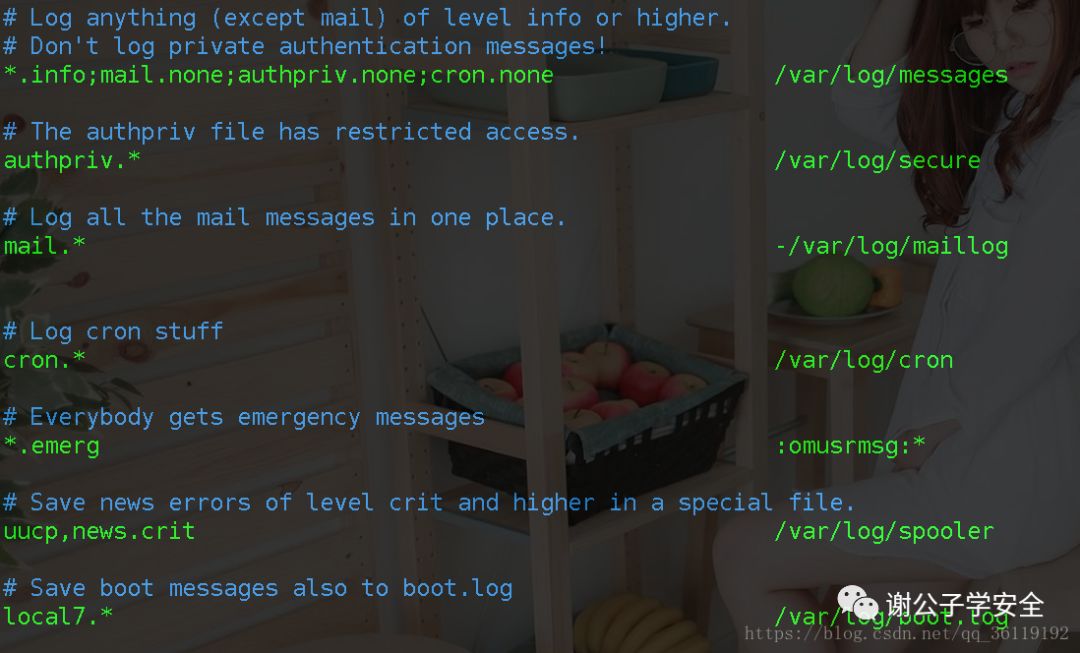 # Log anything (except mail) of level info or higher.
# Don't log private authentication messages!
*.info;mail.none;authpriv.none;cron.none /var/log/messages
# The authpriv file has restricted access.
authpriv.* /var/log/secure
# Log all the mail messages in one place.
mail.* -/var/log/maillog
# Log cron stuff
cron.* /var/log/cron
# Everybody gets emergency messages
*.emerg :omusrmsg:*
# Save news errors of level crit and higher in a special file.
uucp,news.crit /var/log/spooler
# Save boot messages also to boot.log
local7.* /var/log/boot.log
谢公子学安全
https://blog.csdn.net/qq_36119192